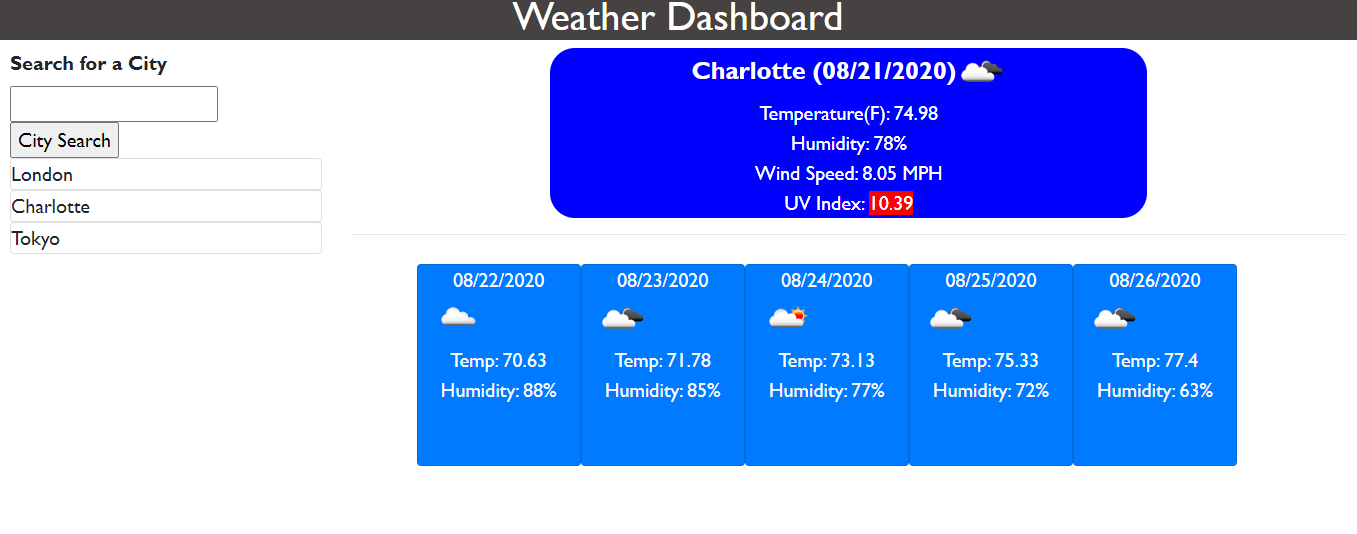 Weather Dashboard
Search for a City
City Search
London
Charlotte
Tokyo
Charlotte (08/21/2020)
Temperature(F): 74.98
Humidity: 78%
Wind Speed: 8.05 MPH
UV Index: 10.39
08/22/2020
Temp: 70.63
Humidity: 88%
08/23/2020
Temp: 71.78
Humidity: 85%
08/24/2020
Temp: 73.13
Humidity: 77%
08/25/2020
Temp: 75.33
Humidity: 72%
08/26/2020
Temp: 77.4
Humidity: 63%